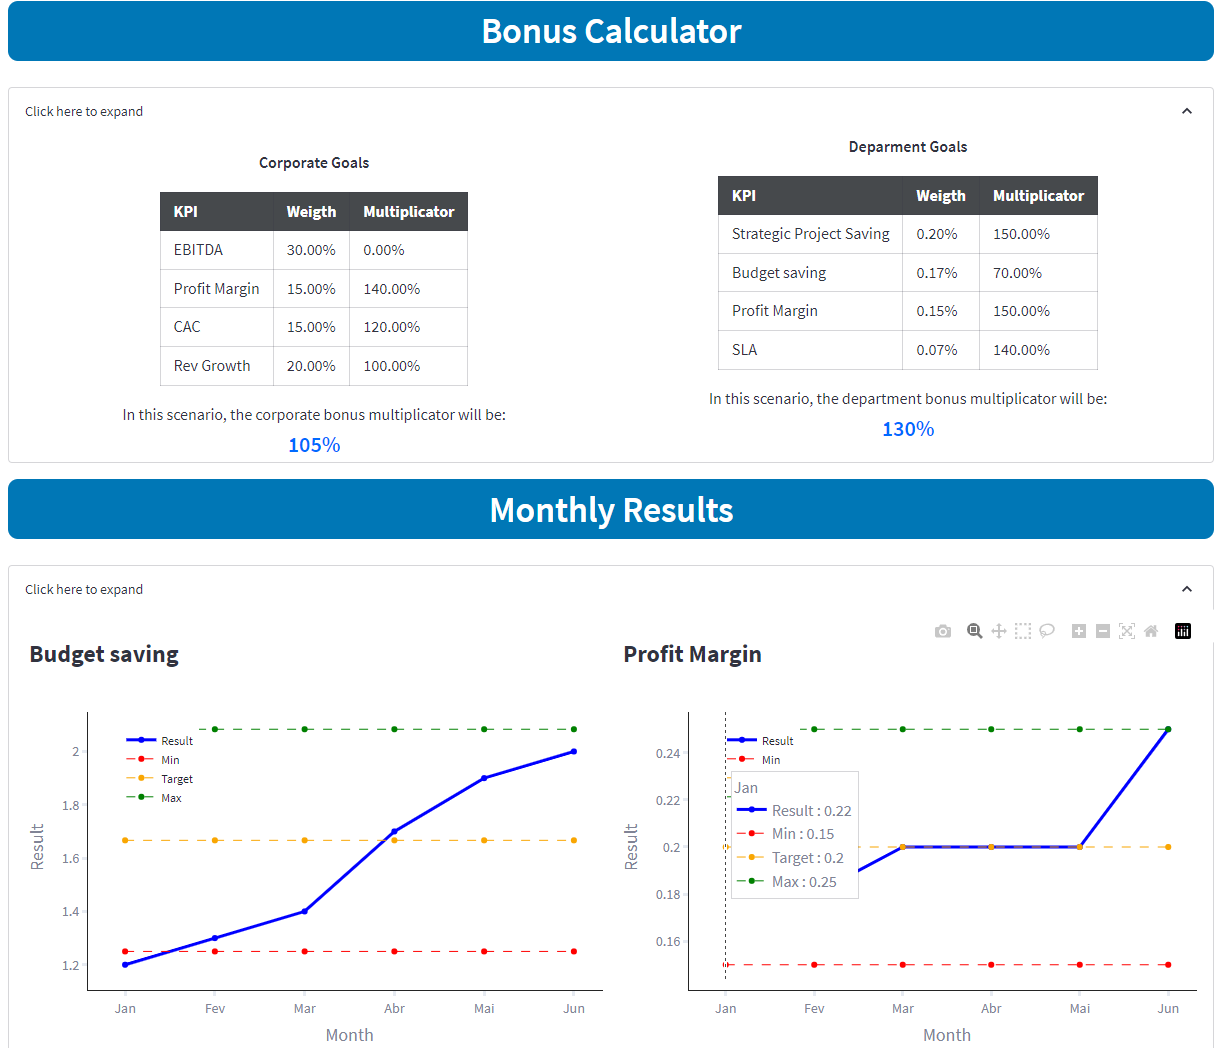 Bonus Calculator
Click here to expand
Corporate Goals
KPI Weigth Multiplicator
EBITDA 30.00% 0.00%
Profit Margin 15.00% 140.00%
CAC 15.00% 120.00%
Rev Growth 20.00% 100.00%
In this scenario, the corporate bonus multiplicator will be:
105%
Deparment Goals
KPI Weigth Multiplicator
Strategic Project Saving 0.20% 150.00%
Budget saving 0.17% 70.00%
Profit Margin 0.15% 150.00%
SLA 0.07% 140.00%
In this scenario, the department bonus multiplicator will be:
130%
Monthly Results
Click here to expand
Budget saving
Result
Min
Target
Max
2
1.8
1.6
1.4
1.2
Result
Jan Fev Mar Abr Mai Jun
Month
Profit Margin
Result
Min
Jan
Result : 0.22
Min : 0.15
Target : 0.2
Max : 0.25
0.24
0.22
0.2
0.18
0.16
Result
Jan Fev Mar Abr Mai Jun
Month